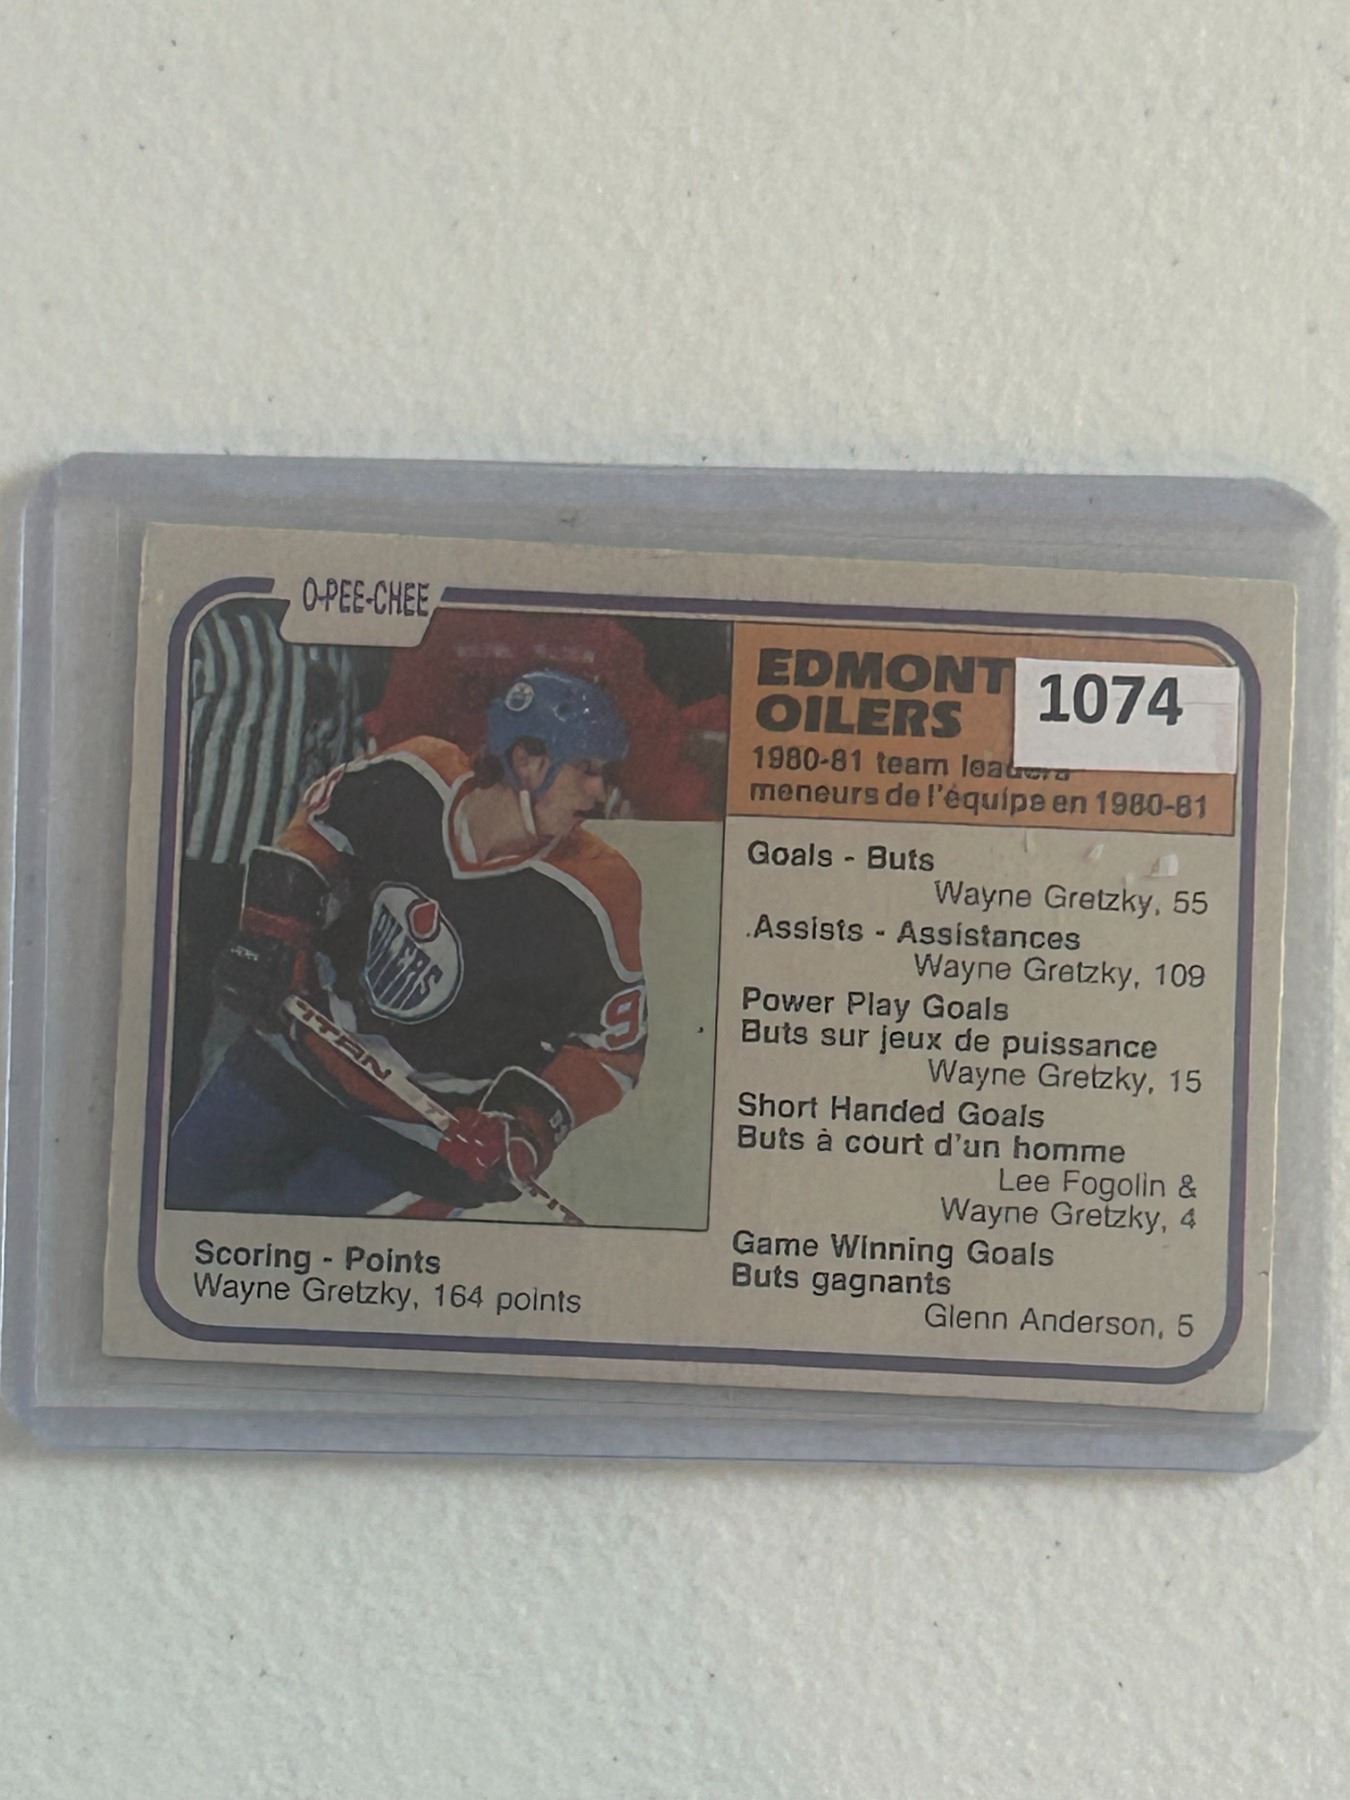 O-PEE-CHEE
EDMONT
1074
OILERS
1980-81 team leaders
meneurs de l'équipe en 1980-81
Goals - Buts
Wayne Gretzky, 55
Assists - Assistances
Wayne Gretzky, 109
Power Play Goals
Buts sur jeux de puissance
Wayne Gretzky, 15
Short Handed Goals
Buts à court d'un homme
Lee Fogolin &
Wayne Gretzky, 4
Game Winning Goals
Buts gagnants
Glenn Anderson, 5
Scoring - Points
Wayne Gretzky, 164 points
OILERS
9
TITAN